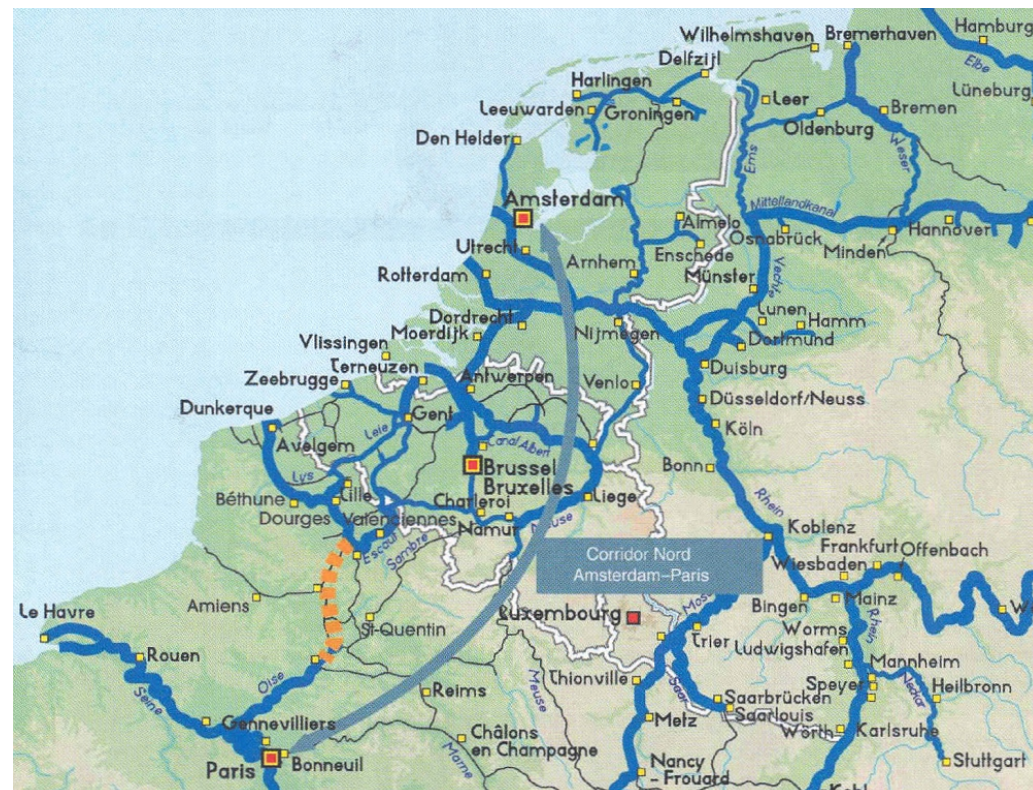 Wilhelmshaven
Bremerhaven
Hamburg
Elbe
Delfzijl
Harlingen
Leer
Lüneburg
Leeuwarden
Groningen
Bremen
Oldenburg
Den Helder
Ems
Weser
Amsterdam
Almelo
Mittellandkanal
Osnabrück
Hannover
Utrecht
Enschede
Minden
Rotterdam
Arnhem
Münster
Vechte
Dordrecht
Lünen
Moerdijk
Nijmegen
Hamm
Vlissingen
Dortmund
Terneuzen
Zeebrugge
Antwerpen
Venlo
Duisburg
Dunkerque
Gent
Düsseldorf/Neuss
Leie
Avelgem
Canal Albert
Köln
Brussel
Bruxelles
Bonn
Lys
Béthune
Lille
Charleroi
Liege
Dourges
Valenciennes
Namur
Meuse
Rhein
Koblenz
Escaut
Sambre
Corridor Nord
Amsterdam–Paris
Frankfurt
Offenbach
Wiesbaden
Amiens
Le Havre
Luxembourg
Mos
Bingen
Mainz
W
St-Quentin
Trier
Worms
Rhein
Ludwigshafen
Rouen
Oise
Mannheim
Thionville
Saar
Speyer
Neckar
Seine
Reims
Meuse
Saarbrücken
Heilbronn
Gennevilliers
Metz
Saarlouis
Wörth
Karlsruhe
Châlons
en Champagne
Marne
Paris
Bonneuil
Nancy
- Frouard
Stuttgart